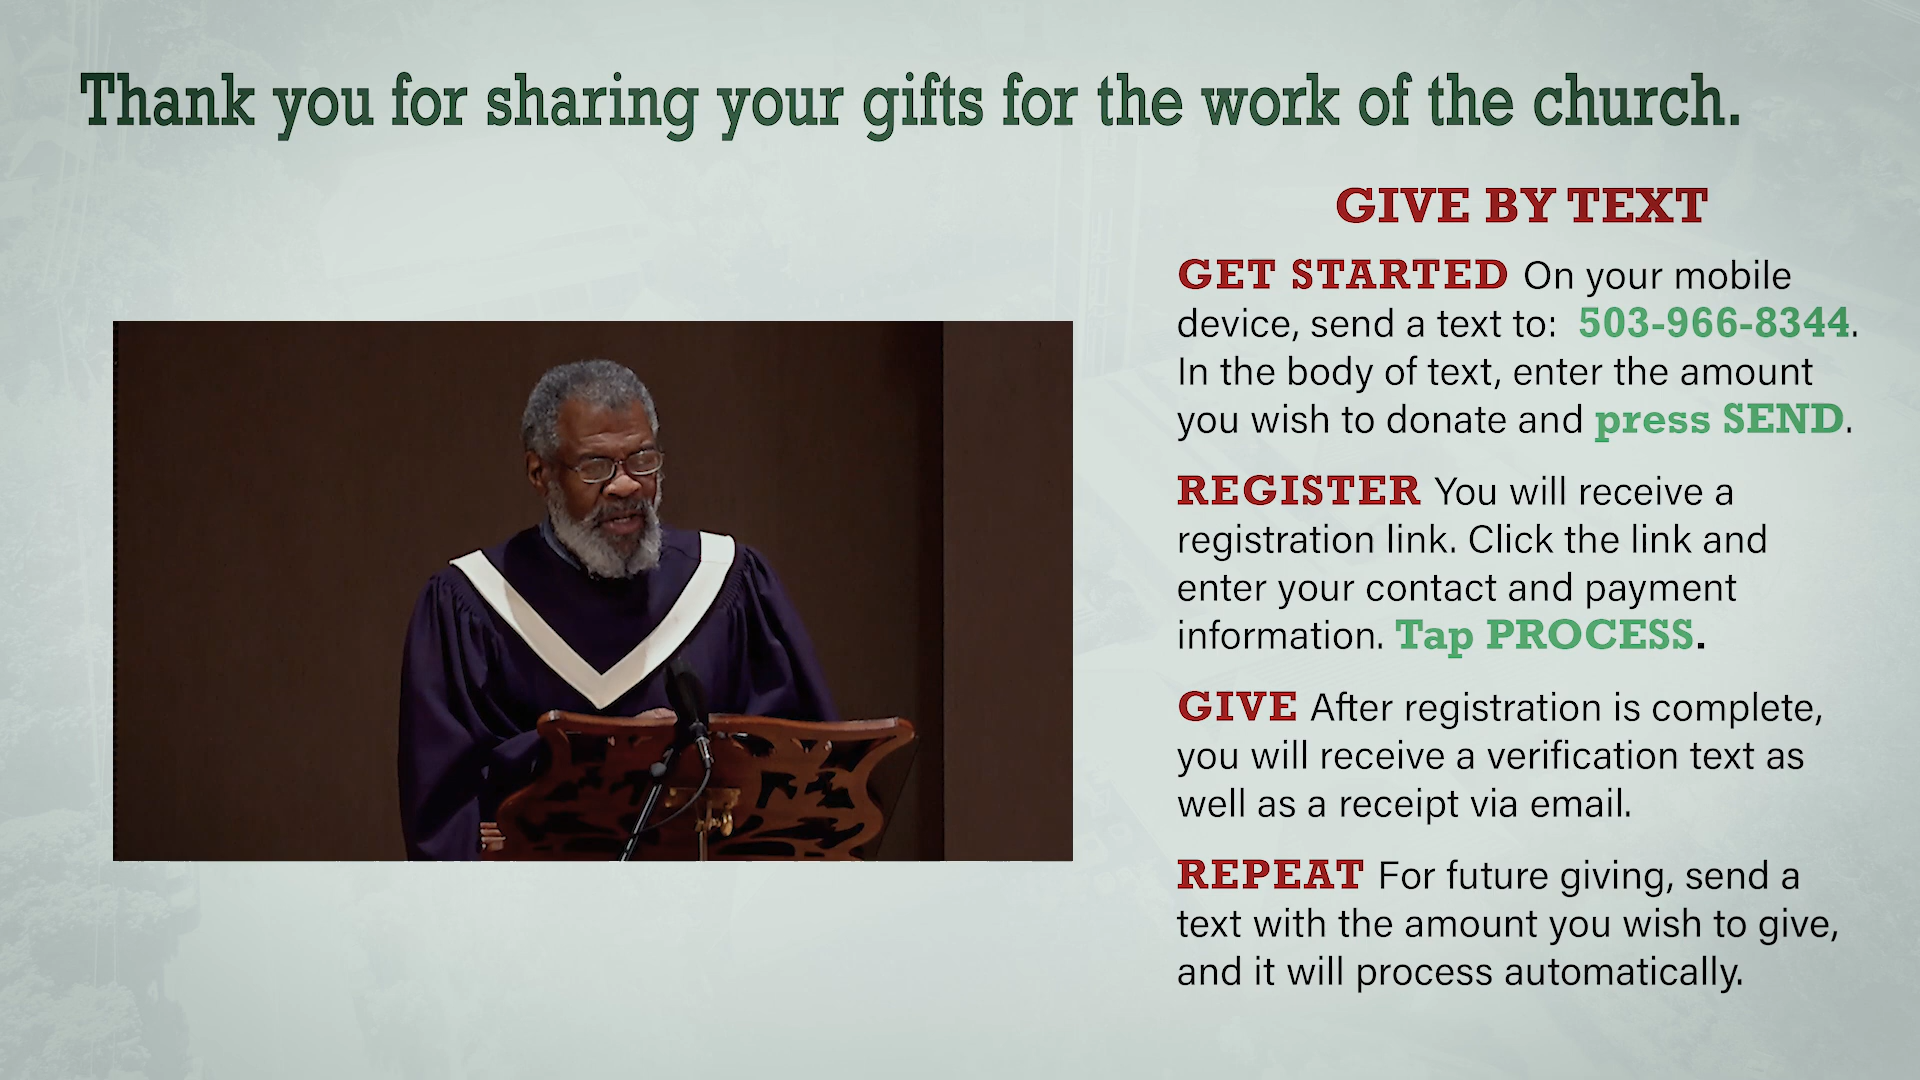 Thank you for sharing your gifts for the work of the church.
GIVE BY TEXT
GET STARTED On your mobile
device, send a text to: 503-966-8344.
In the body of text, enter the amount
you wish to donate and press SEND.
REGISTER You will receive a
registration link. Click the link and
enter your contact and payment
information. Tap PROCESS.
GIVE After registration is complete,
you will receive a verification text as
well as a receipt via email.
REPEAT For future giving, send a
text with the amount you wish to give,
and it will process automatically.